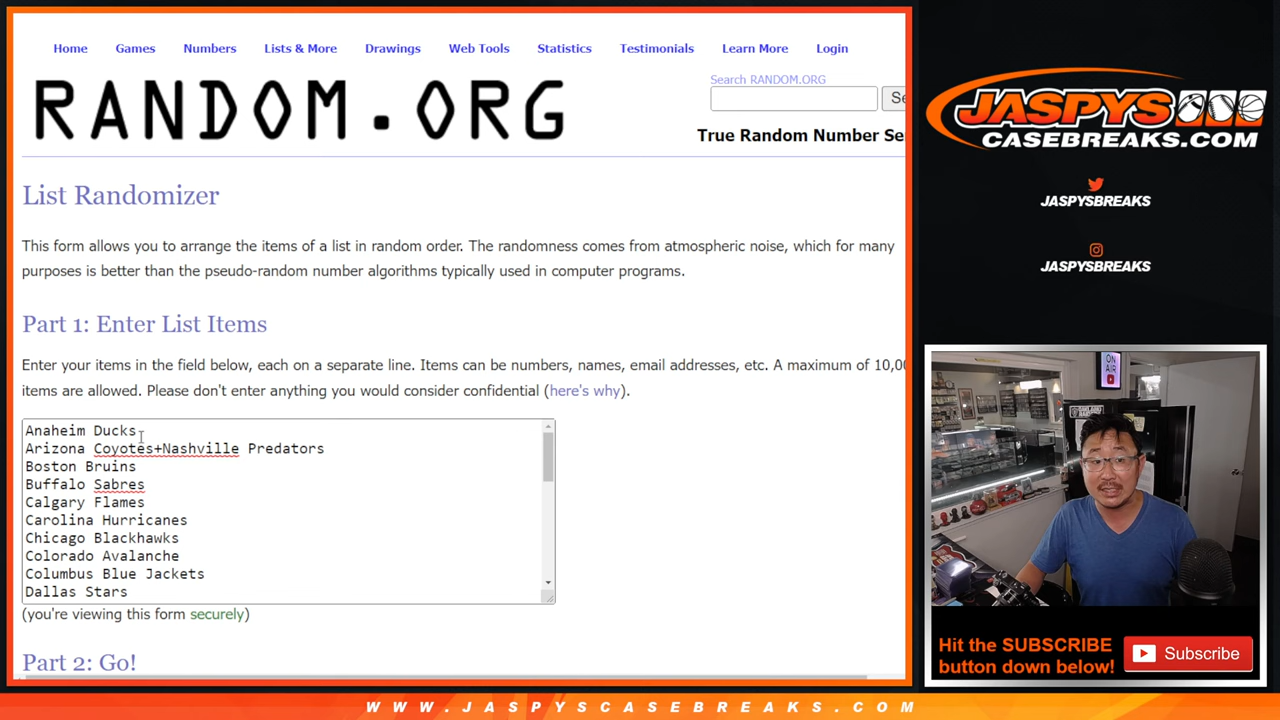 Home Games Numbers Lists & More Drawings Web Tools Statistics Testimonials Learn More Login
RANDOM.ORG
Search RANDOM.ORG
Se
True Random Number Se
List Randomizer
This form allows you to arrange the items of a list in random order. The randomness comes from atmospheric noise, which for many
purposes is better than the pseudo-random number algorithms typically used in computer programs.
Part 1: Enter List Items
Enter your items in the field below, each on a separate line. Items can be numbers, names, email addresses, etc. A maximum of 10,00
items are allowed. Please don't enter anything you would consider confidential (here's why).
Anaheim Ducks
Arizona Coyotes+Nashville Predators
Boston Bruins
Buffalo Sabres
Calgary Flames
Carolina Hurricanes
Chicago Blackhawks
Colorado Avalanche
Columbus Blue Jackets
Dallas Stars
(you're viewing this form securely)
Part 2: Go!
JASPYS
CASEBREAKS.COM
JASPYSBREAKS
JASPYSBREAKS
ON
AIR
Hit the SUBSCRIBE
button down below!
Subscribe
WWW.JASPYSCASEBREAKS.COM